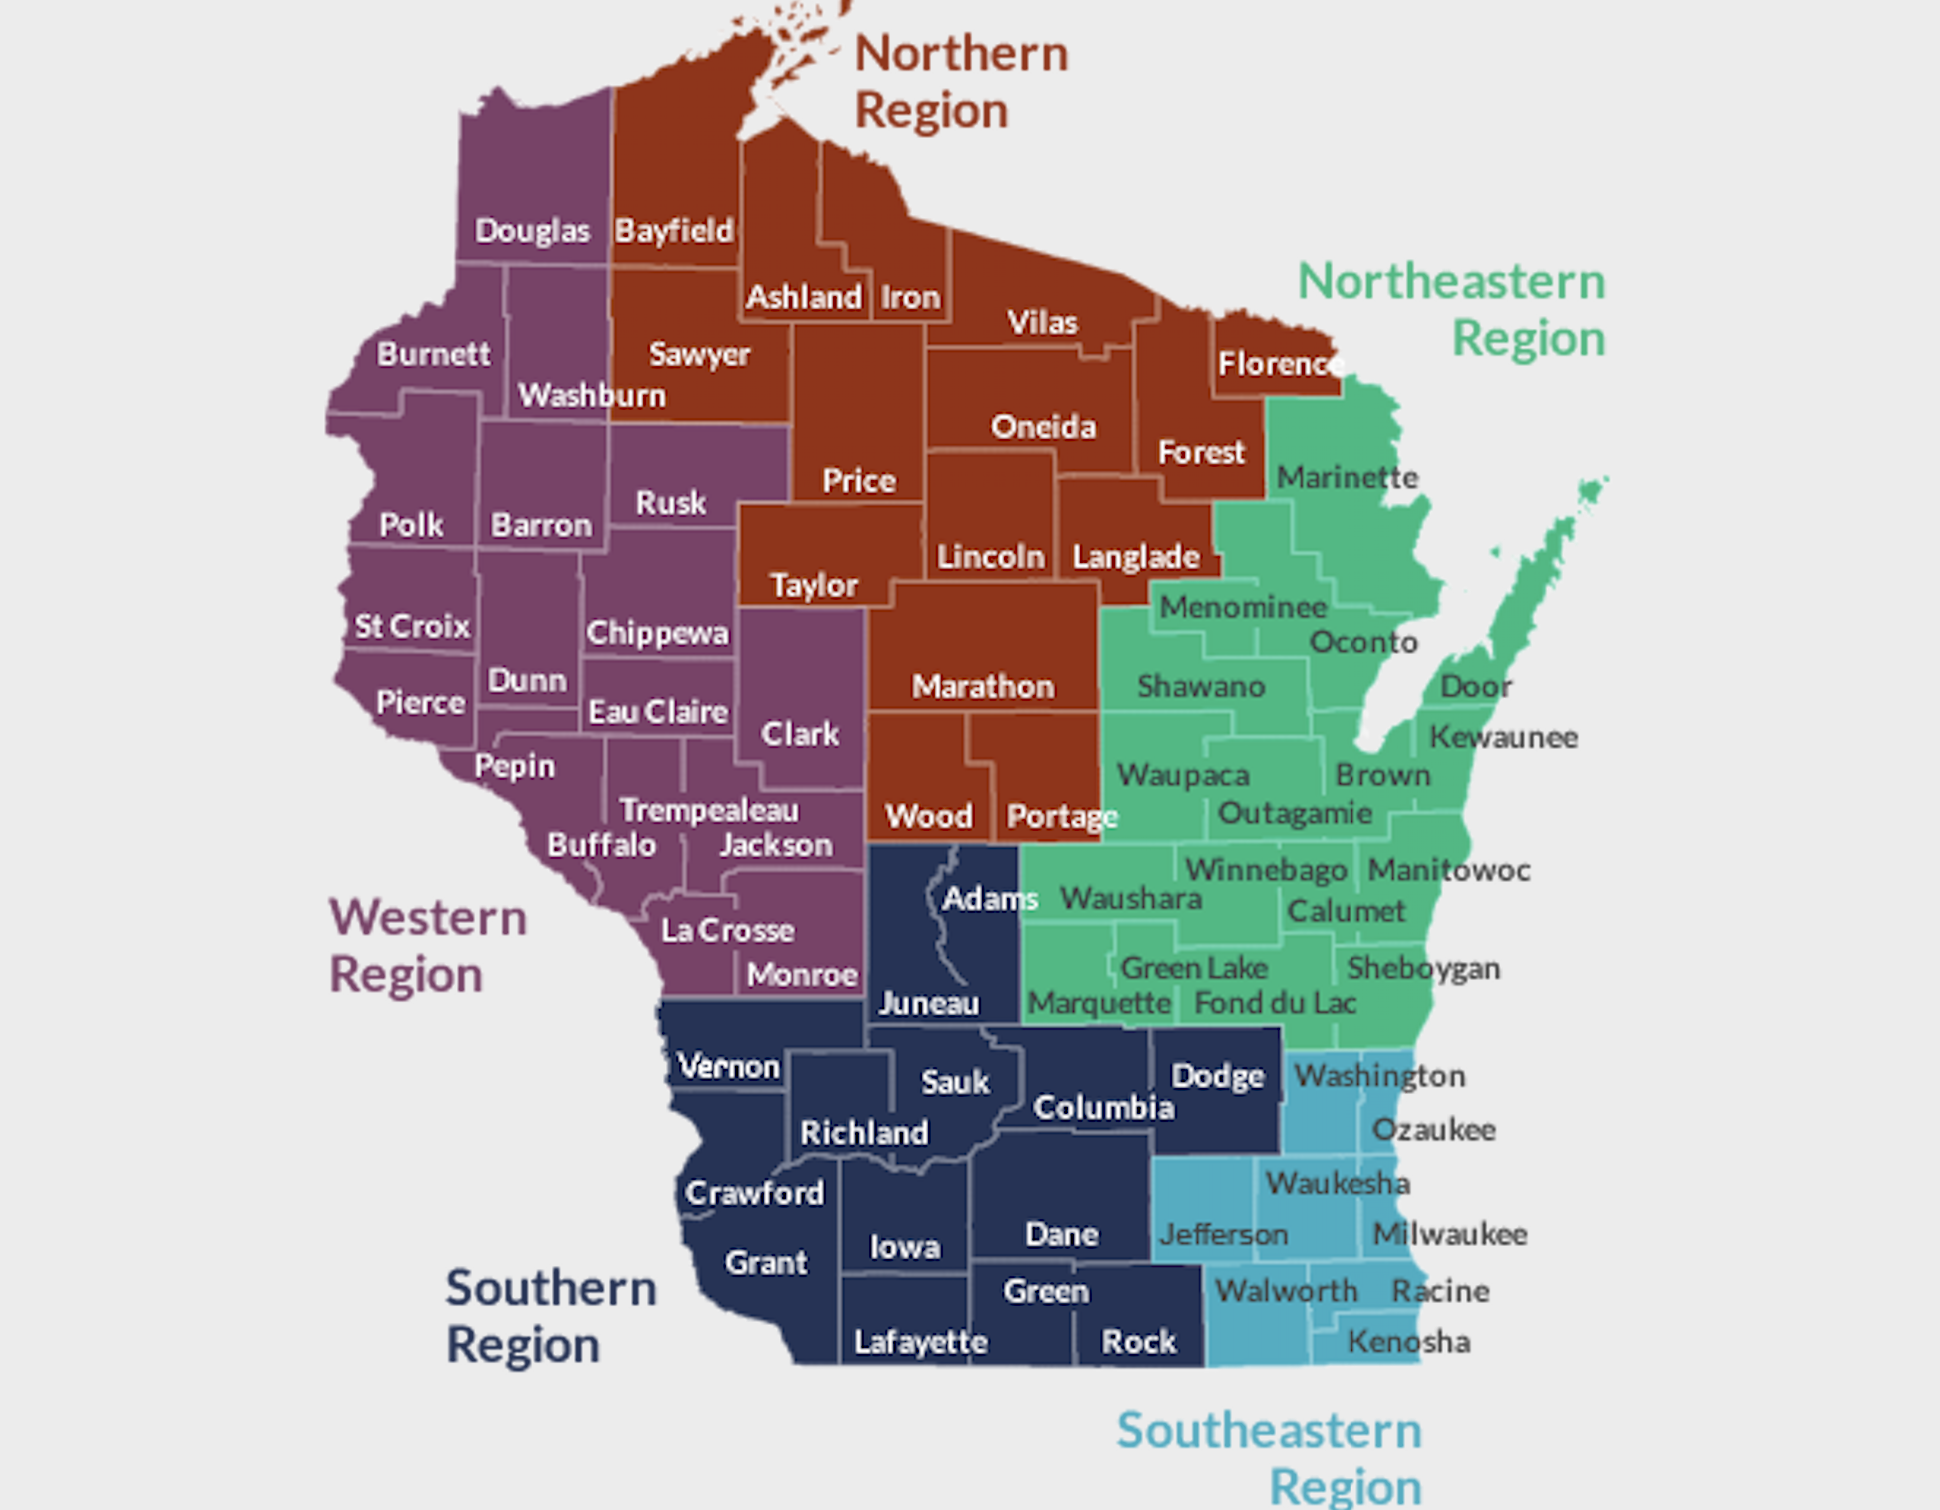 Northern
Region
Douglas
Bayfield
Ashland
Iron
Vilas
Northeastern
Region
Burnett
Sawyer
Florence
Washburn
Oneida
Forest
Marinette
Price
Rusk
Polk
Barron
Lincoln
Langlade
Taylor
Menominee
St Croix
Chippewa
Oconto
Dunn
Marathon
Shawano
Door
Pierce
Eau Claire
Clark
Kewaunee
Pepin
Waupaca
Brown
Trempealeau
Wood
Portage
Outagamie
Buffalo
Jackson
Winnebago
Manitowoc
Adams
Waushara
Calumet
Western
Region
La Crosse
Monroe
Green Lake
Sheboygan
Juneau
Marquette
Fond du Lac
Vernon
Sauk
Dodge
Washington
Columbia
Richland
Ozaukee
Crawford
Waukesha
Iowa
Dane
Jefferson
Milwaukee
Grant
Southern
Region
Green
Walworth
Racine
Lafayette
Rock
Kenosha
Southeastern
Region